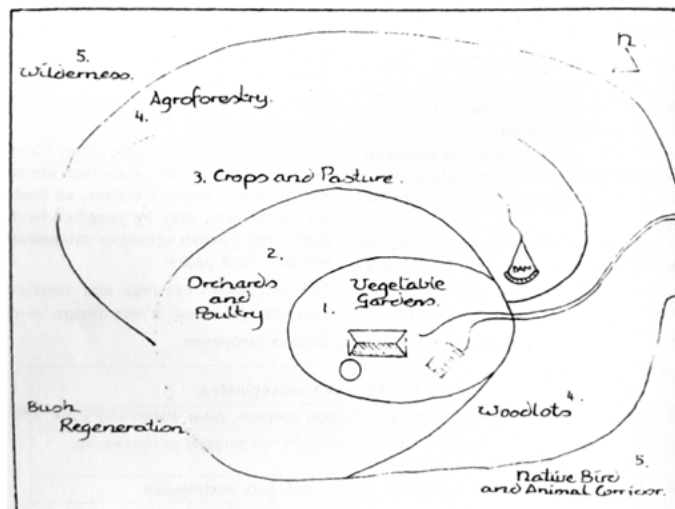 n.
5.
Wilderness.
Agroforestry.
4.
3. Crops and Pasture.
2.
Orchards
and
Poultry
Vegetable
Gardens.
1.
DAM
Bush
Regeneration.
4.
Woodlots
5.
Native Bird
and Animal Corridor.